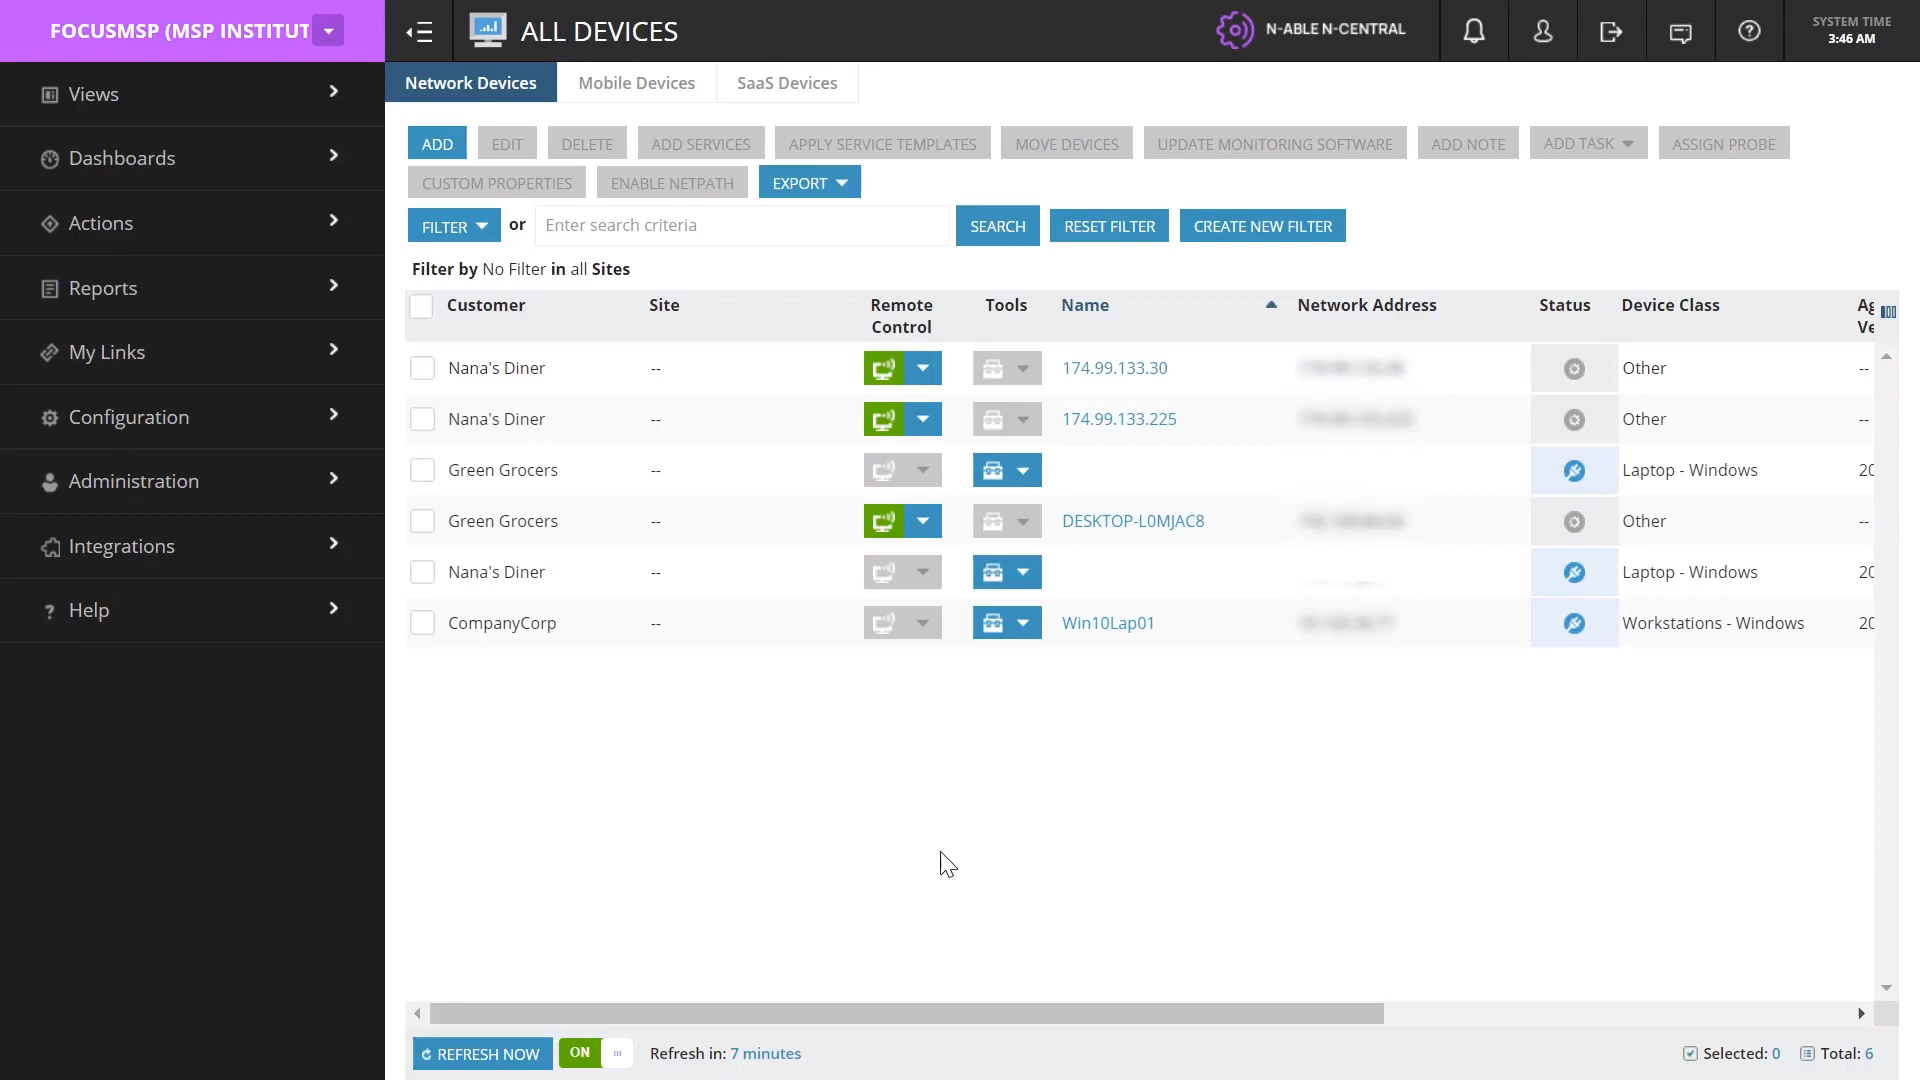 FOCUSMSP (MSP INSTITUT
ALL DEVICES
N-ABLE N-CENTRAL
SYSTEM TIME
3:46 AM
Views
Dashboards
Actions
Reports
My Links
Configuration
Administration
Integrations
Help
Network Devices Mobile Devices SaaS Devices
ADD EDIT DELETE ADD SERVICES APPLY SERVICE TEMPLATES MOVE DEVICES UPDATE MONITORING SOFTWARE ADD NOTE ADD TASK ASSIGN PROBE
CUSTOM PROPERTIES ENABLE NETPATH EXPORT
FILTER or Enter search criteria SEARCH RESET FILTER CREATE NEW FILTER
Filter by No Filter in all Sites
Customer Site Remote Control Tools Name Network Address Status Device Class Ag Ve
Nana's Diner -- 174.99.133.30 Other --
Nana's Diner -- 174.99.133.225 Other --
Green Grocers -- Laptop - Windows 20
Green Grocers -- DESKTOP-L0MJAC8 Other --
Nana's Diner -- Laptop - Windows 20
CompanyCorp -- Win10Lap01 Workstations - Windows 20
REFRESH NOW ON Refresh in: 7 minutes Selected: 0 Total: 6